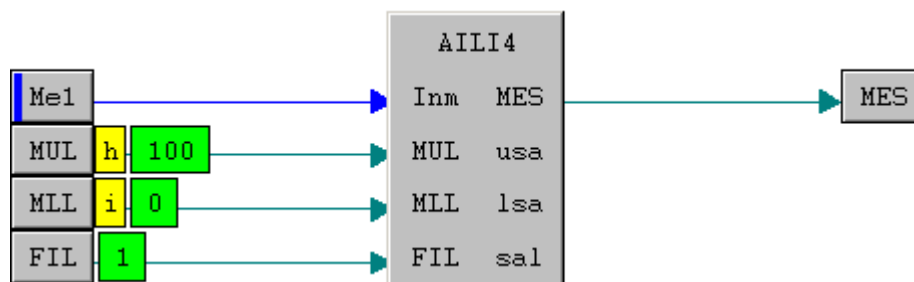 AILI4
Me1 Inm MES MES
MUL h 100 MUL usa
MLL i 0 MLL lsa
FIL 1 FIL sal